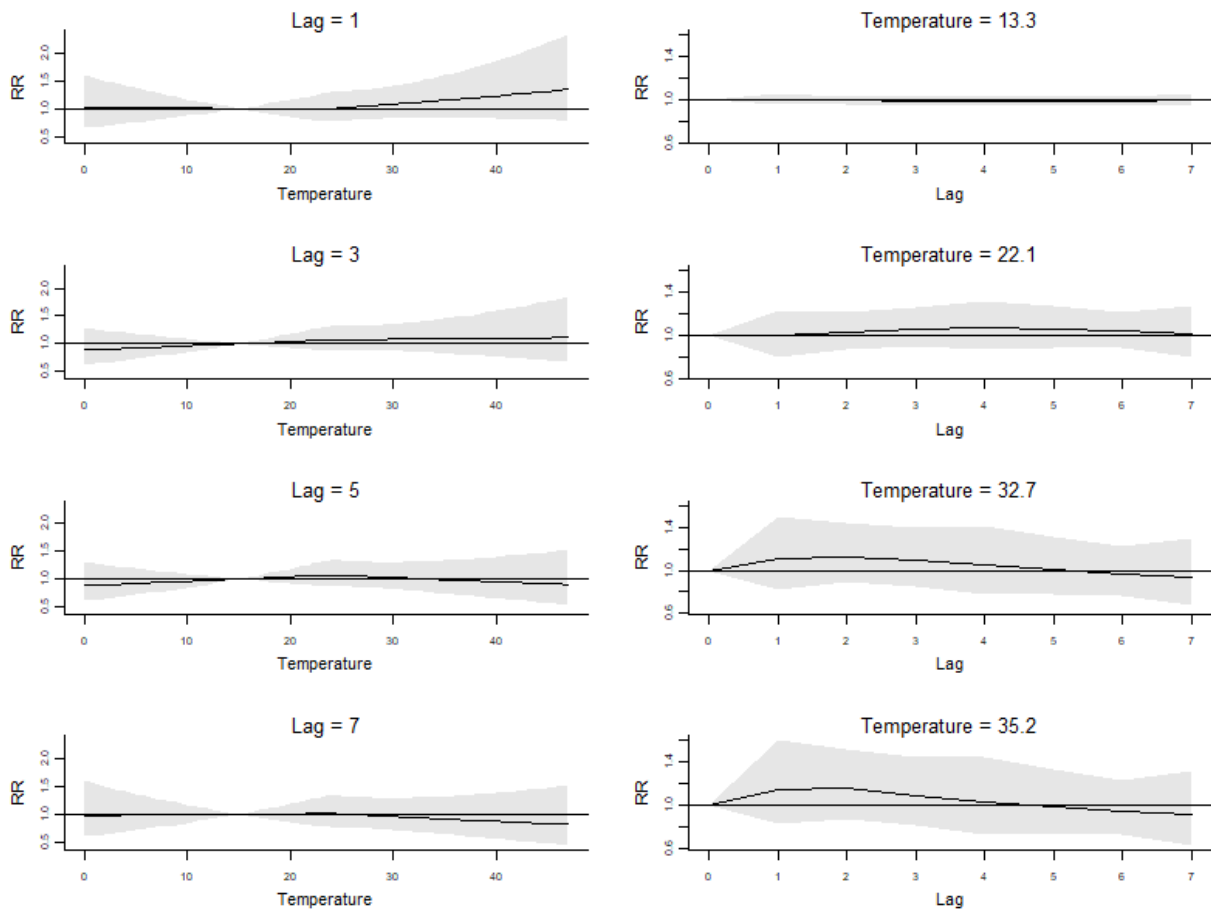 Lag = 1
RR
0.5 1.0 1.5 2.0
0 10 20 30 40
Temperature
Temperature = 13.3
RR
0.6 1.0 1.4
0 1 2 3 4 5 6 7
Lag
Lag = 3
RR
0.5 1.0 1.5 2.0
0 10 20 30 40
Temperature
Temperature = 22.1
RR
0.6 1.0 1.4
0 1 2 3 4 5 6 7
Lag
Lag = 5
RR
0.5 1.0 1.5 2.0
0 10 20 30 40
Temperature
Temperature = 32.7
RR
0.6 1.0 1.4
0 1 2 3 4 5 6 7
Lag
Lag = 7
RR
0.5 1.0 1.5 2.0
0 10 20 30 40
Temperature
Temperature = 35.2
RR
0.6 1.0 1.4
0 1 2 3 4 5 6 7
Lag